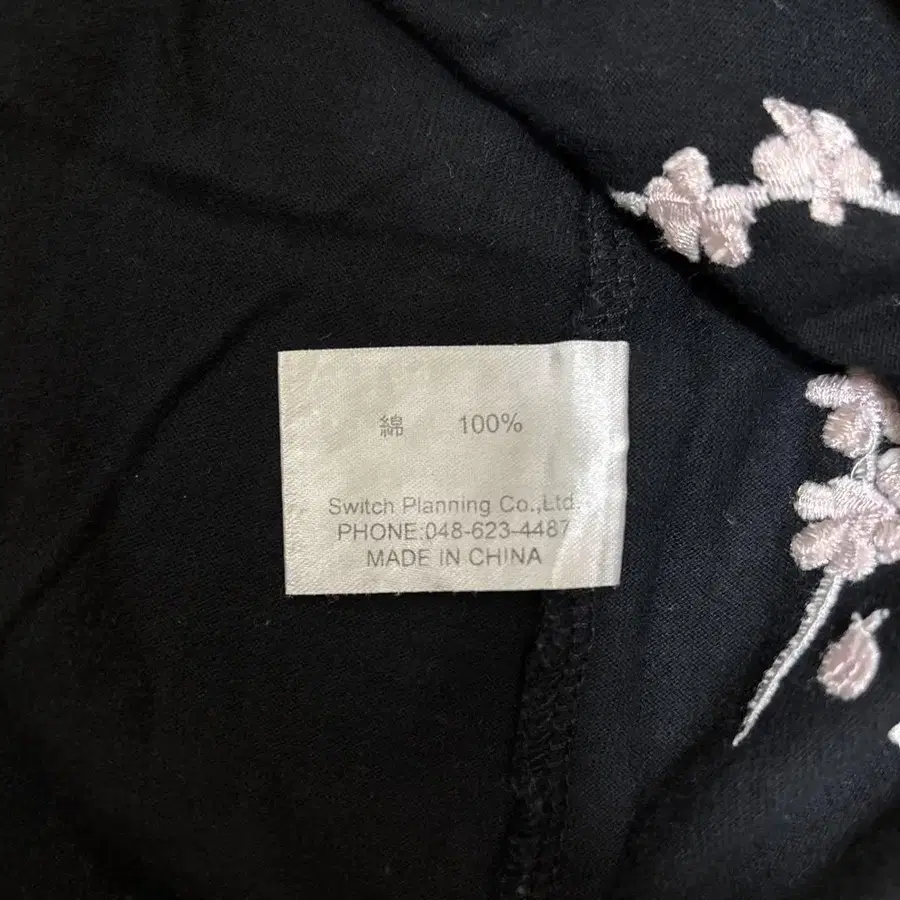 綿 100%
Switch Planning Co.,Ltd.
PHONE:048-623-4487
MADE IN CHINA